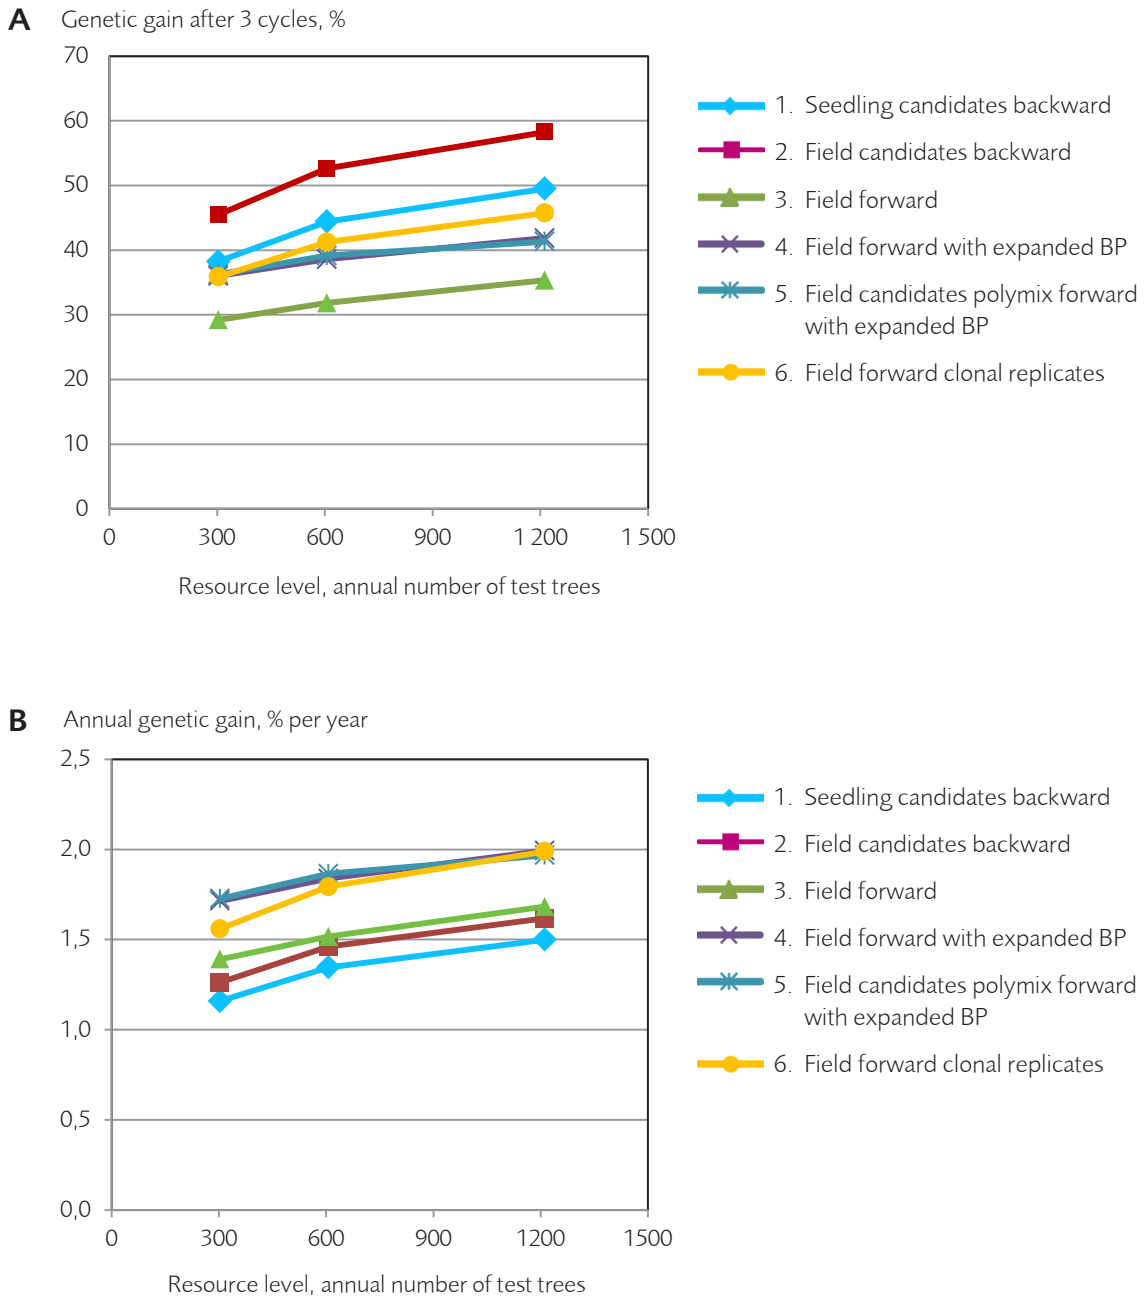 A Genetic gain after 3 cycles, %
70
60
50
40
30
20
10
0
0 300 600 900 1 200 1 500
Resource level, annual number of test trees
1. Seedling candidates backward
2. Field candidates backward
3. Field forward
4. Field forward with expanded BP
5. Field candidates polymix forward
with expanded BP
6. Field forward clonal replicates
B Annual genetic gain, % per year
2,5
2,0
1,5
1,0
0,5
0,0
0 300 600 900 1200 1 500
Resource level, annual number of test trees
1. Seedling candidates backward
2. Field candidates backward
3. Field forward
4. Field forward with expanded BP
5. Field candidates polymix forward
with expanded BP
6. Field forward clonal replicates